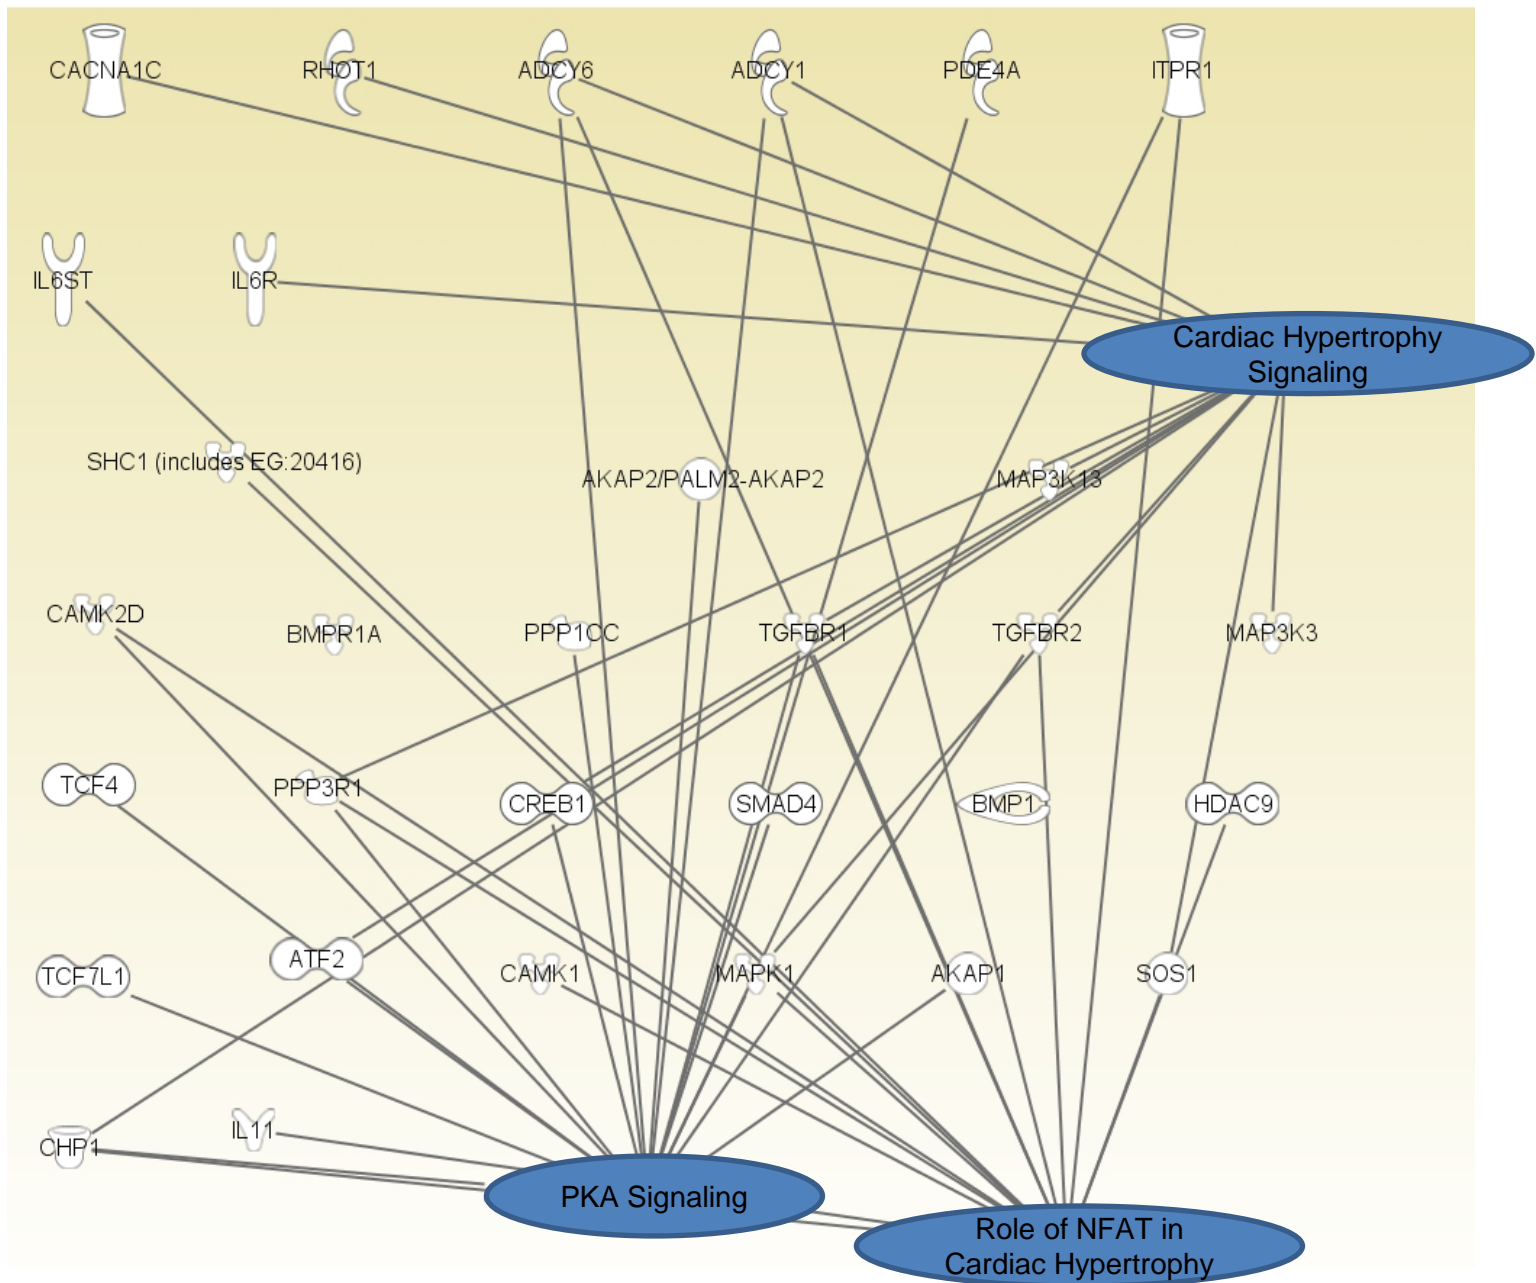 CACNA1C
RHOT1
ADCY6
ADCY1
PDE4A
ITPR1
IL6ST
IL6R
Cardiac Hypertrophy
Signaling
SHC1 (includes EG:20416)
AKAP2/PALM2-AKAP2
MAP3K13
CAMK2D
BMPR1A
PPP1CC
TGFBR1
TGFBR2
MAP3K3
TCF4
PPP3R1
CREB1
SMAD4
BMP1
HDAC9
TCF7L1
ATF2
CAMK1
MAPK1
AKAP1
SOS1
CHP1
IL11
PKA Signaling
Role of NFAT in
Cardiac Hypertrophy